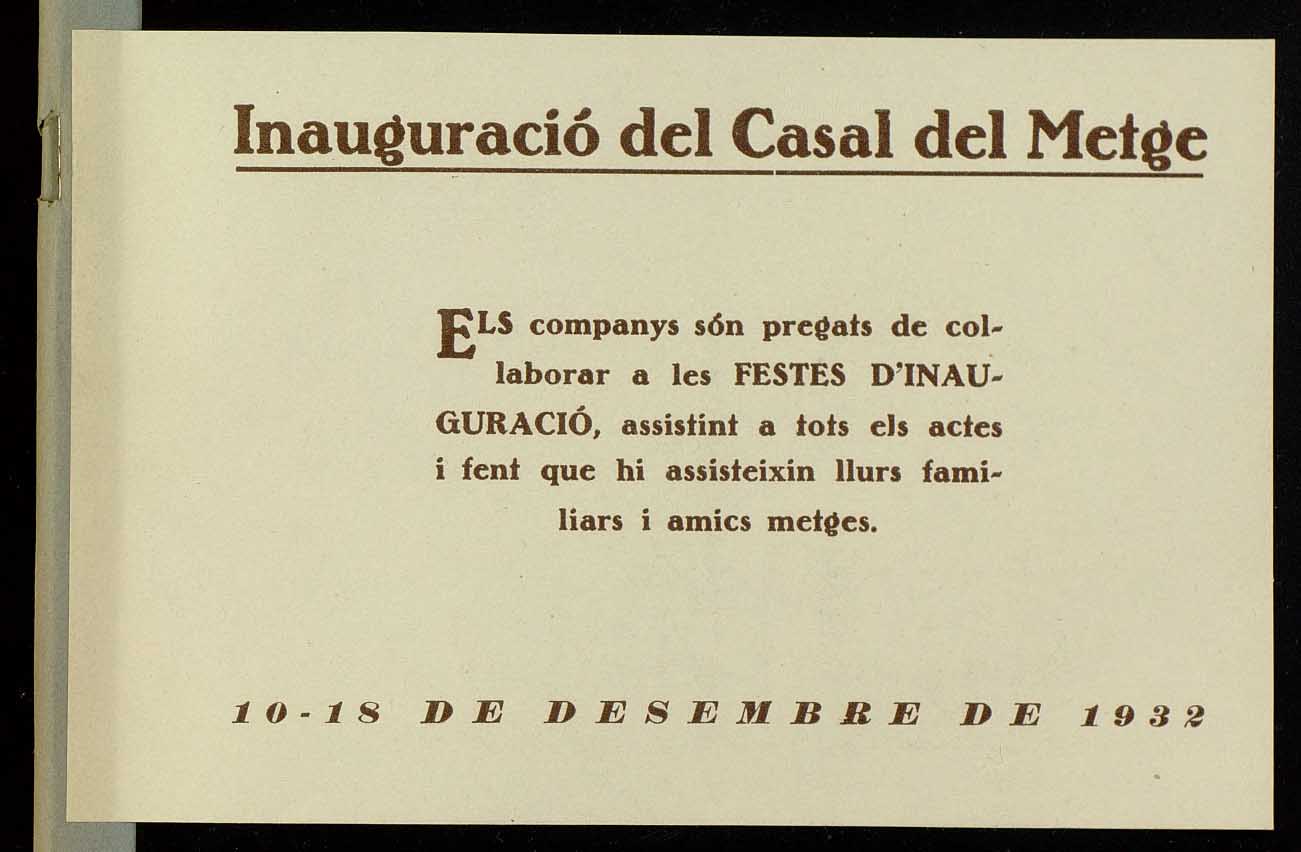 Inauguració del Casal del Metge
ELS companys són pregats de col-
laborar a les FESTES D'INAU-
GURACIÓ, assistint a tots els actes
i fent que hi assisteixin llurs fami-
liars i amics metges.
10-18 DE DESEMBRE DE 1932